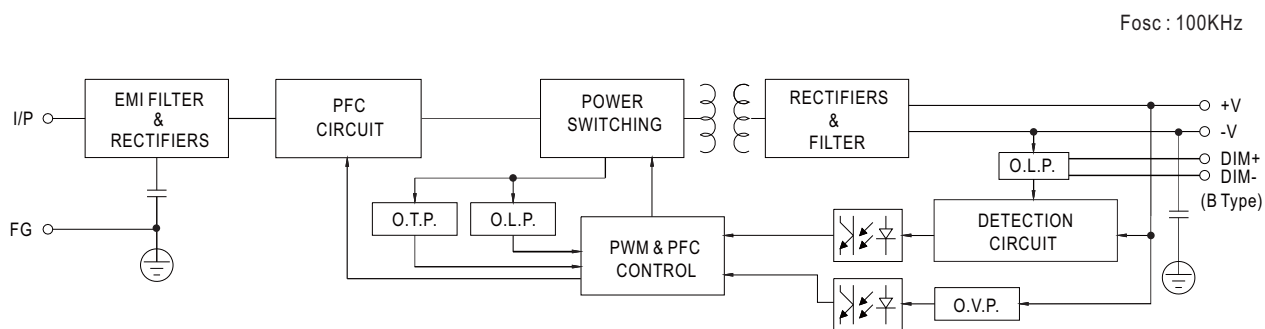 Fosc : 100KHz
I/P
EMI FILTER
&
RECTIFIERS
PFC
CIRCUIT
POWER
SWITCHING
RECTIFIERS
&
FILTER
+V
-V
O.L.P.
DIM+
DIM-
(B Type)
O.T.P.
O.L.P.
FG
PWM & PFC
CONTROL
DETECTION
CIRCUIT
O.V.P.